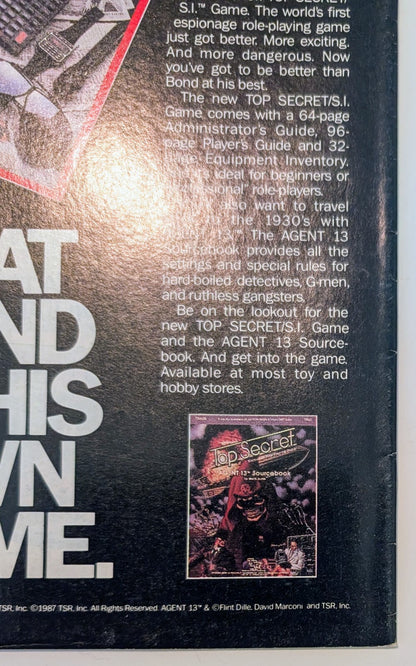 S.I.™ Game. The world's first
espionage role-playing game
just got better. More exciting.
And more dangerous. Now
you've got to be better than
Bond at his best.
The new TOP SECRET/S.I.
Game comes with a 64-page
Administrator's Guide, 96-
page Player's Guide and 32-
Equipment Inventory.
ideal for beginners or
role-players.
also want to travel
the 1930's with
13.™ The AGENT 13
Sourcebook provides all the
settings and special rules for
hard-boiled detectives, G-men,
and ruthless gangsters.
Be on the lookout for the
new TOP SECRET/S.I. Game
and the AGENT 13 Source-
book. And get into the game.
Available at most toy and
hobby stores.
AT
ND
HIS
WN
ME.
Top Secret
AGENT 13™ Sourcebook
TSR, Inc. ©1987 TSR, Inc. All Rights Reserved. AGENT 13™ & ©Flint Dille, David Marconi and TSR, Inc.